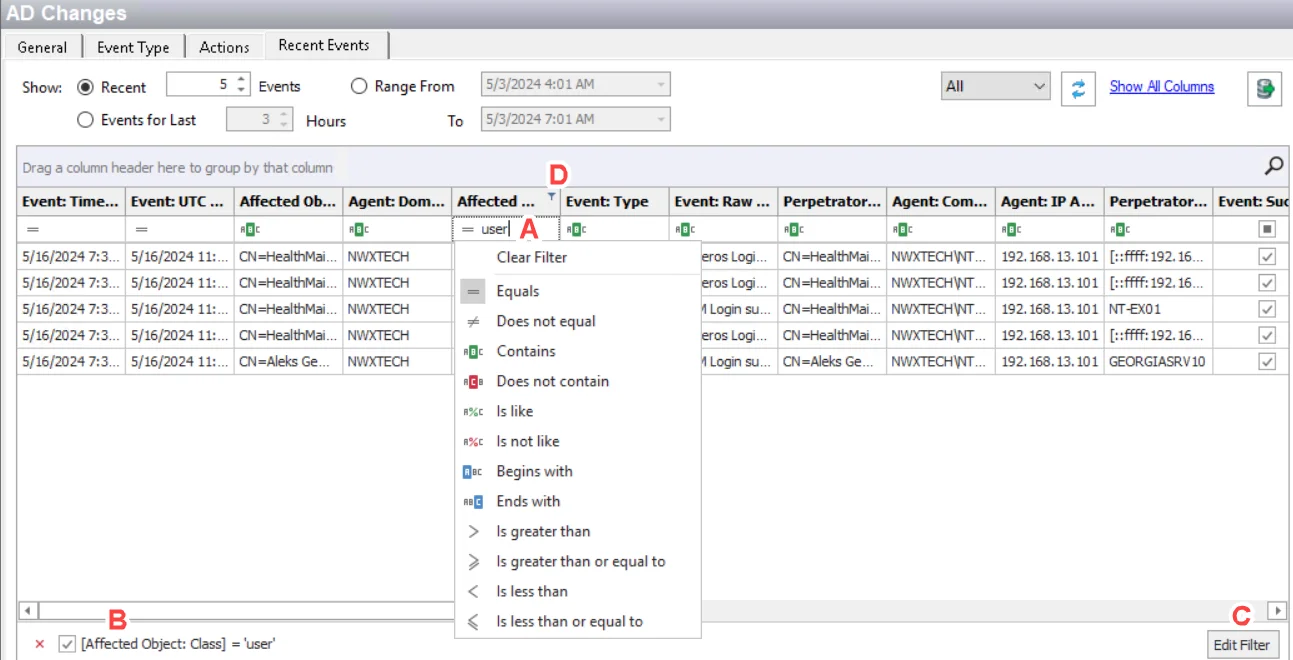 AD Changes
General Event Type Actions Recent Events
Show: Recent 5 Events Range From 5/3/2024 4:01 AM All Show All Columns
Events for Last 3 Hours To 5/3/2024 7:01 AM
Drag a column header here to group by that column
D
Event: Time... Event: UTC ... Affected Ob... Agent: Dom... Affected ... Event: Type Event: Raw ... Perpetrator... Agent: Com... Agent: IP A... Perpetrator... Event: Suc
= = ABC ABC = user A ABC ABC ABC ABC ABC ABC
5/16/2024 7:3... 5/16/2024 11:... CN=HealthMai... NWXTECH eros Logi... CN=HealthMai... NWXTECH\NT... 192.168.13.101 [::ffff:192.16...
5/16/2024 7:3... 5/16/2024 11:... CN=HealthMai... NWXTECH eros Logi... CN=HealthMai... NWXTECH\NT... 192.168.13.101 [::ffff:192.16...
5/16/2024 7:3... 5/16/2024 11:... CN=HealthMai... NWXTECH M Login su... CN=HealthMai... NWXTECH\NT... 192.168.13.101 NT-EX01
5/16/2024 7:3... 5/16/2024 11:... CN=HealthMai... NWXTECH eros Logi... CN=HealthMai... NWXTECH\NT... 192.168.13.101 [::ffff:192.16...
5/16/2024 7:3... 5/16/2024 11:... CN=Aleks Ge... NWXTECH M Login su... CN=Aleks Ge... NWXTECH\NT... 192.168.13.101 GEORGIASRV10
Clear Filter
= Equals
≠ Does not equal
ABC Contains
ACB Does not contain
A%C Is like
A%C Is not like
ABC Begins with
ABC Ends with
> Is greater than
≥ Is greater than or equal to
< Is less than
≤ Is less than or equal to
B
C
[Affected Object: Class] = 'user' Edit Filter